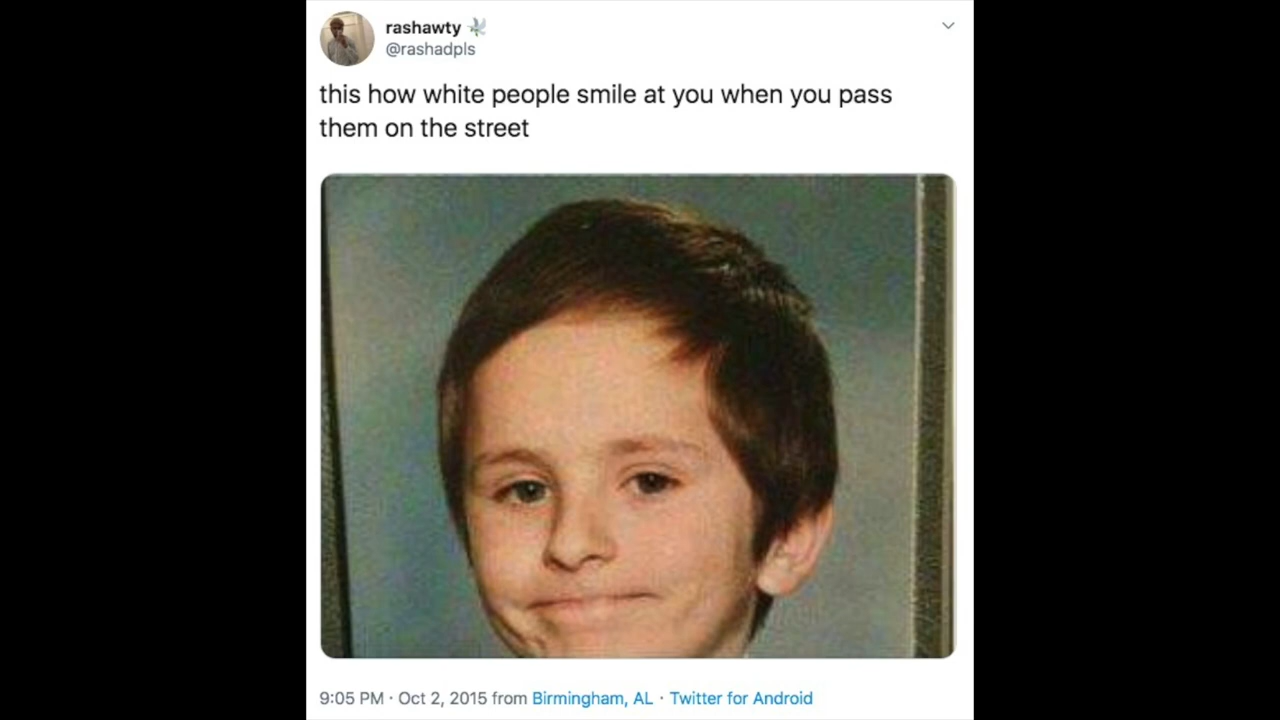 rashawty 🕊
@rashadpls
this how white people smile at you when you pass
them on the street
9:05 PM · Oct 2, 2015 from Birmingham, AL · Twitter for Android